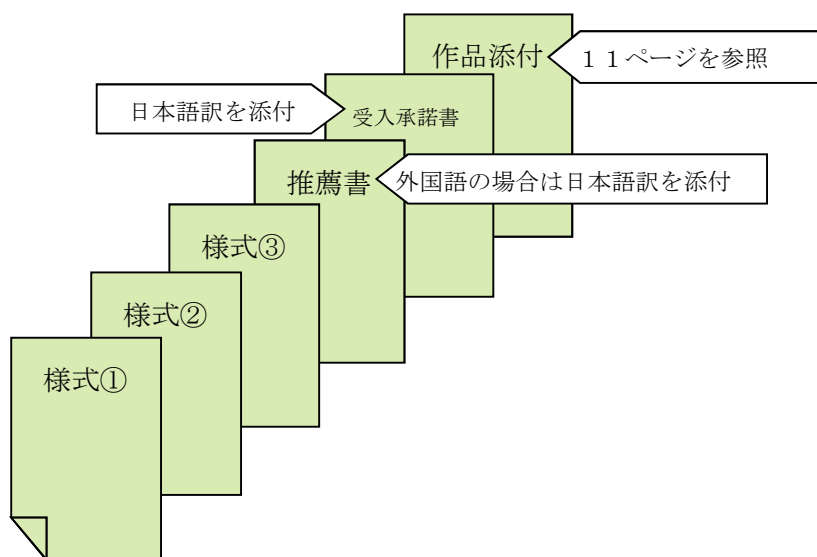 作品添付
１１ページを参照
日本語訳を添付
受入承諾書
推薦書
外国語の場合は日本語訳を添付
様式③
様式②
様式①